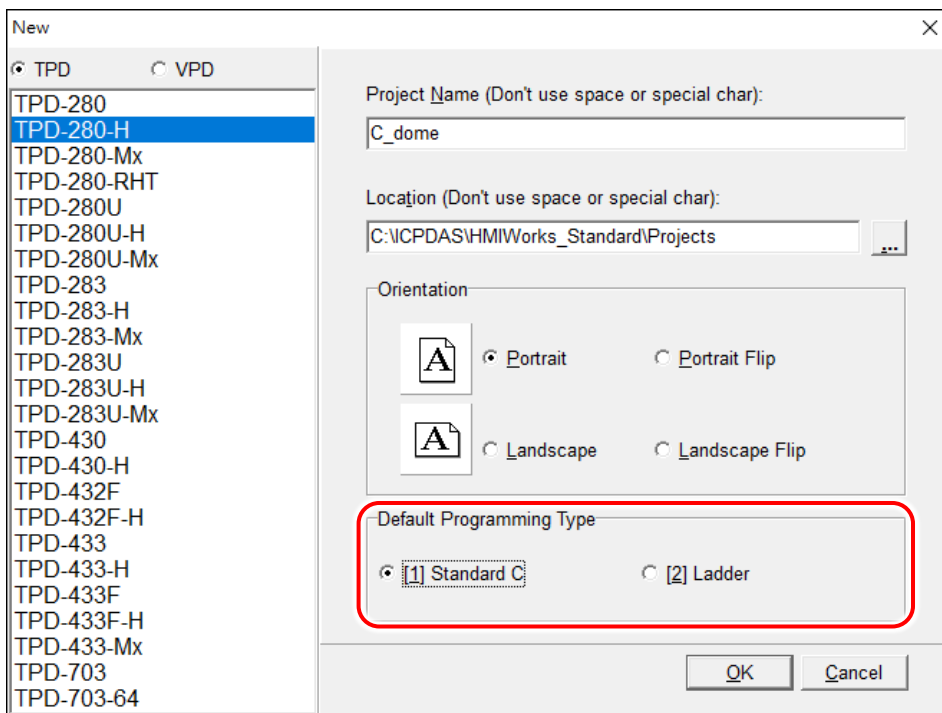 New
TPD VPD
TPD-280
TPD-280-H
TPD-280-Mx
TPD-280-RHT
TPD-280U
TPD-280U-H
TPD-280U-Mx
TPD-283
TPD-283-H
TPD-283-Mx
TPD-283U
TPD-283U-H
TPD-283U-Mx
TPD-430
TPD-430-H
TPD-432F
TPD-432F-H
TPD-433
TPD-433-H
TPD-433F
TPD-433F-H
TPD-433-Mx
TPD-703
TPD-703-64
Project Name (Don't use space or special char):
C_dome
Location (Don't use space or special char):
C:\ICPDAS\HMIWorks_Standard\Projects
...
Orientation
A Portrait Portrait Flip
A Landscape Landscape Flip
Default Programming Type
[1] Standard C [2] Ladder
OK Cancel